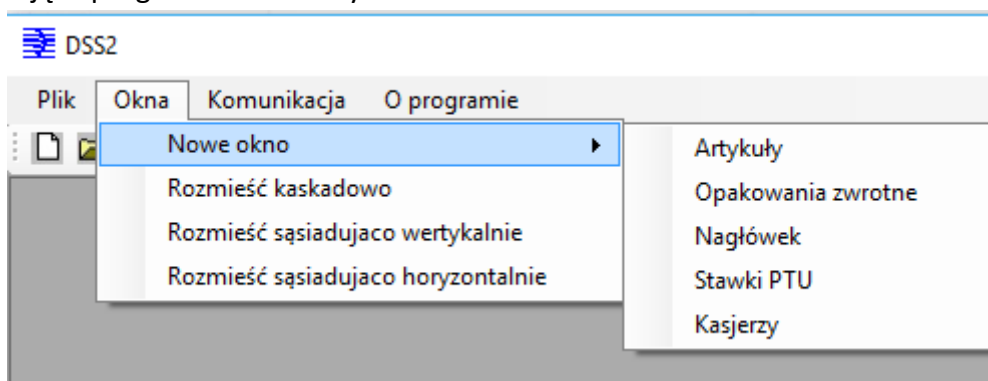 DSS2
Plik Okna Komunikacja O programie
Nowe okno
Rozmieść kaskadowo
Rozmieść sąsiadujaco wertykalnie
Rozmieść sąsiadujaco horyzontalnie
Artykuły
Opakowania zwrotne
Nagłówek
Stawki PTU
Kasjerzy